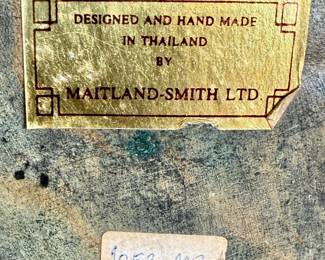 DESIGNED AND HAND MADE
IN THAILAND
BY
MAITLAND-SMITH LTD.